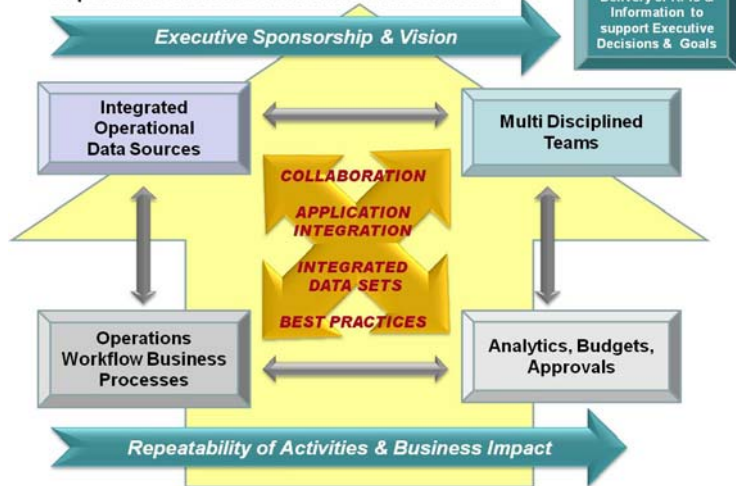 Executive Sponsorship & Vision
Information to
support Executive
Decisions & Goals
Integrated
Operational
Data Sources
Multi Disciplined
Teams
COLLABORATION
APPLICATION
INTEGRATION
INTEGRATED
DATA SETS
BEST PRACTICES
Operations
Workflow Business
Processes
Analytics, Budgets,
Approvals
Repeatability of Activities & Business Impact